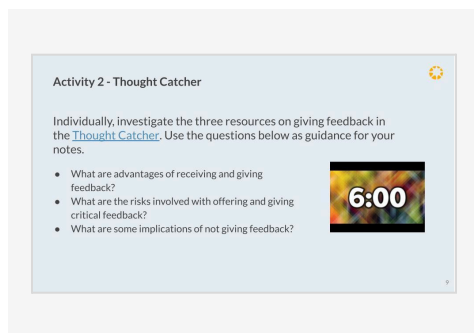 Activity 2 - Thought Catcher
Individually, investigate the three resources on giving feedback in
the Thought Catcher. Use the questions below as guidance for your
notes.
● What are advantages of receiving and giving
feedback?
● What are the risks involved with offering and giving
critical feedback?
● What are some implications of not giving feedback?
6:00
9